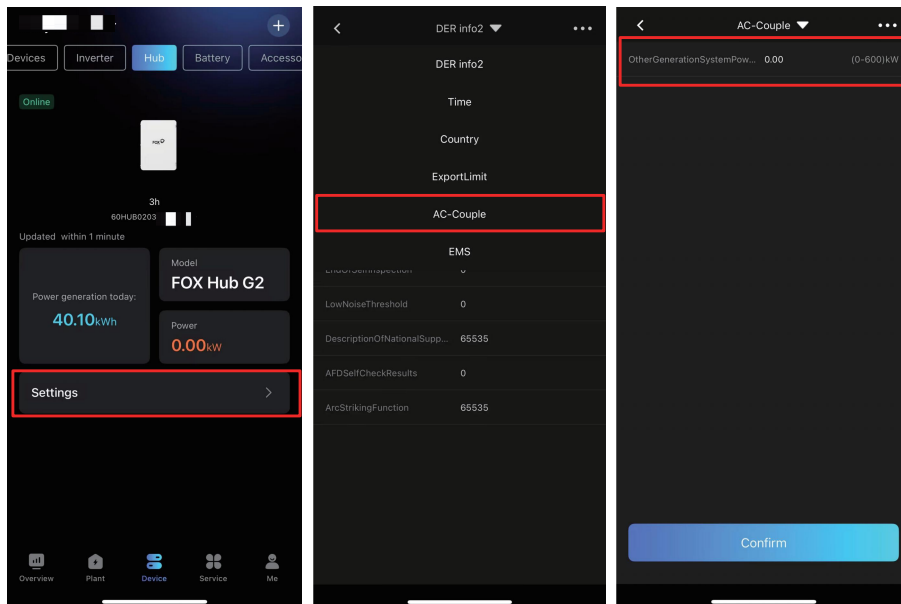 Devices
Inverter
Hub
Battery
Accesso
Online
FOX
3h
60HUB0203
Updated within 1 minute
Power generation today:
40.10kWh
Model
FOX Hub G2
Power
0.00kW
Settings
Overview
Plant
Device
Service
Me
DER info2
DER info2
Time
Country
ExportLimit
AC-Couple
EMS
EndOfSelfInspection 0
LowNoiseThreshold 0
DescriptionOfNationalSupp... 65535
AFDSelfCheckResults 0
ArcStrikingFunction 65535
AC-Couple
OtherGenerationSystemPow... 0.00 (0-600)kW
Confirm